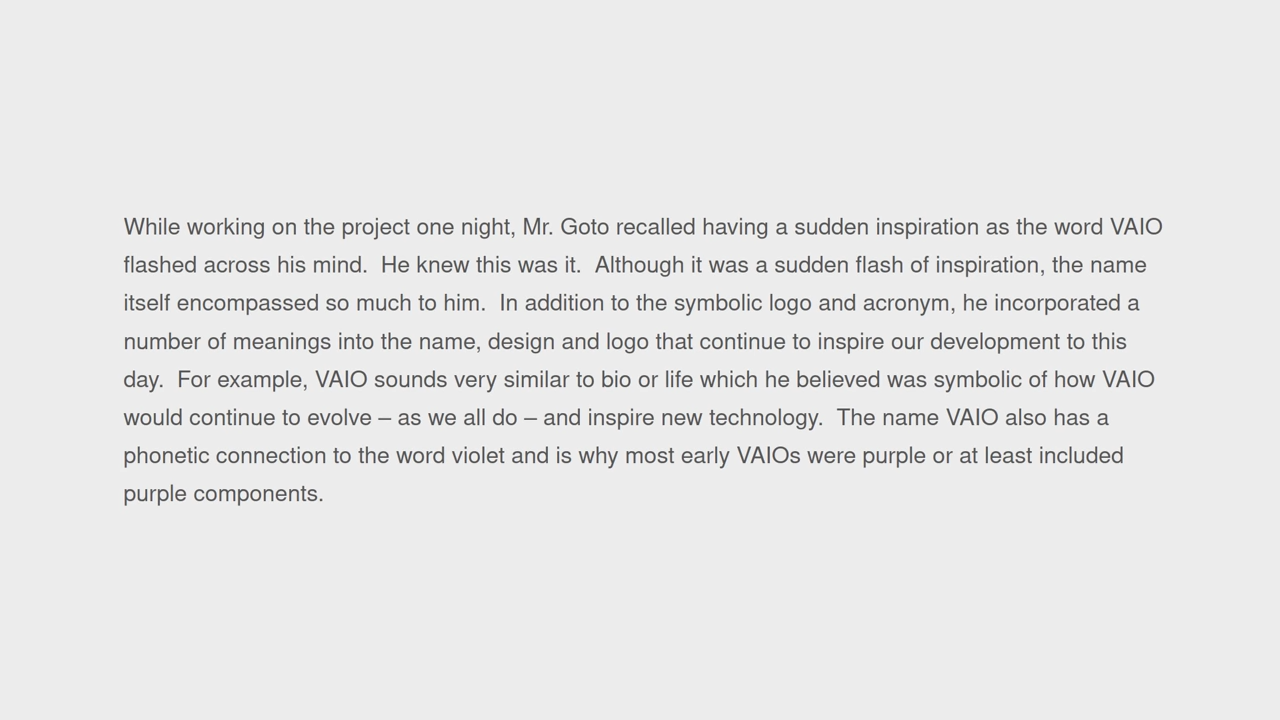 While working on the project one night, Mr. Goto recalled having a sudden inspiration as the word VAIO
flashed across his mind.  He knew this was it.  Although it was a sudden flash of inspiration, the name
itself encompassed so much to him.  In addition to the symbolic logo and acronym, he incorporated a
number of meanings into the name, design and logo that continue to inspire our development to this
day.  For example, VAIO sounds very similar to bio or life which he believed was symbolic of how VAIO
would continue to evolve – as we all do – and inspire new technology.  The name VAIO also has a
phonetic connection to the word violet and is why most early VAIOs were purple or at least included
purple components.